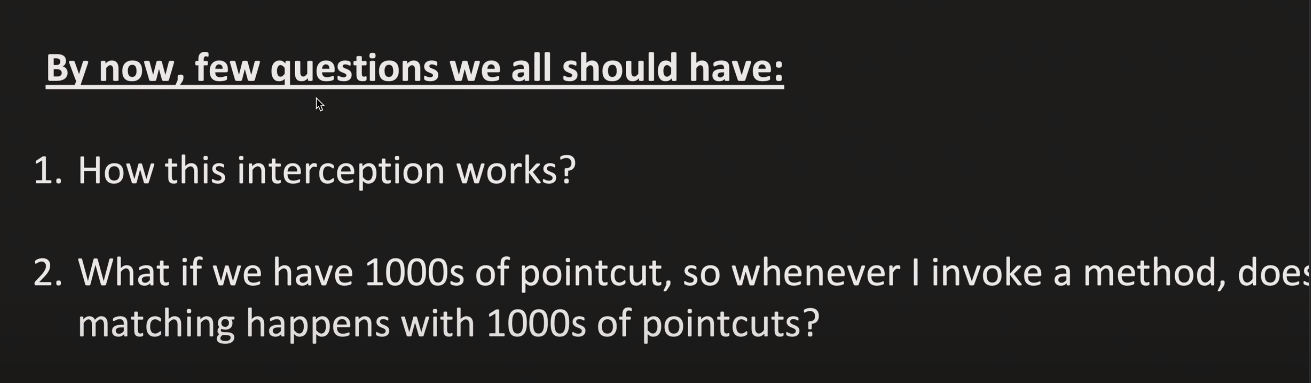 By now, few questions we all should have:
1. How this interception works?
2. What if we have 1000s of pointcut, so whenever I invoke a method, does
matching happens with 1000s of pointcuts?